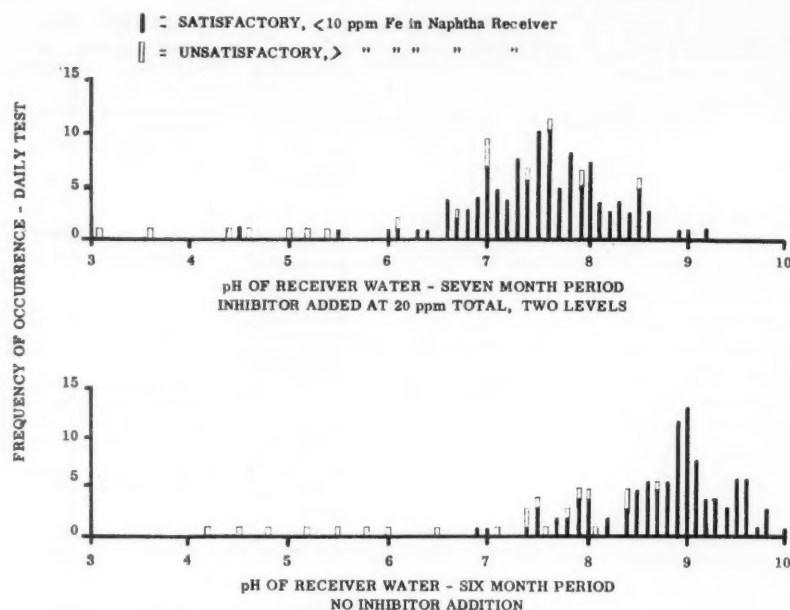 = SATISFACTORY, <10 ppm Fe in Naphtha Receiver
= UNSATISFACTORY, > " " " " "
FREQUENCY OF OCCURRENCE - DAILY TEST
15
10
5
0
3 4 5 6 7 8 9 10
pH OF RECEIVER WATER - SEVEN MONTH PERIOD
INHIBITOR ADDED AT 20 ppm TOTAL, TWO LEVELS
15
10
5
0
3 4 5 6 7 8 9 10
pH OF RECEIVER WATER - SIX MONTH PERIOD
NO INHIBITOR ADDITION